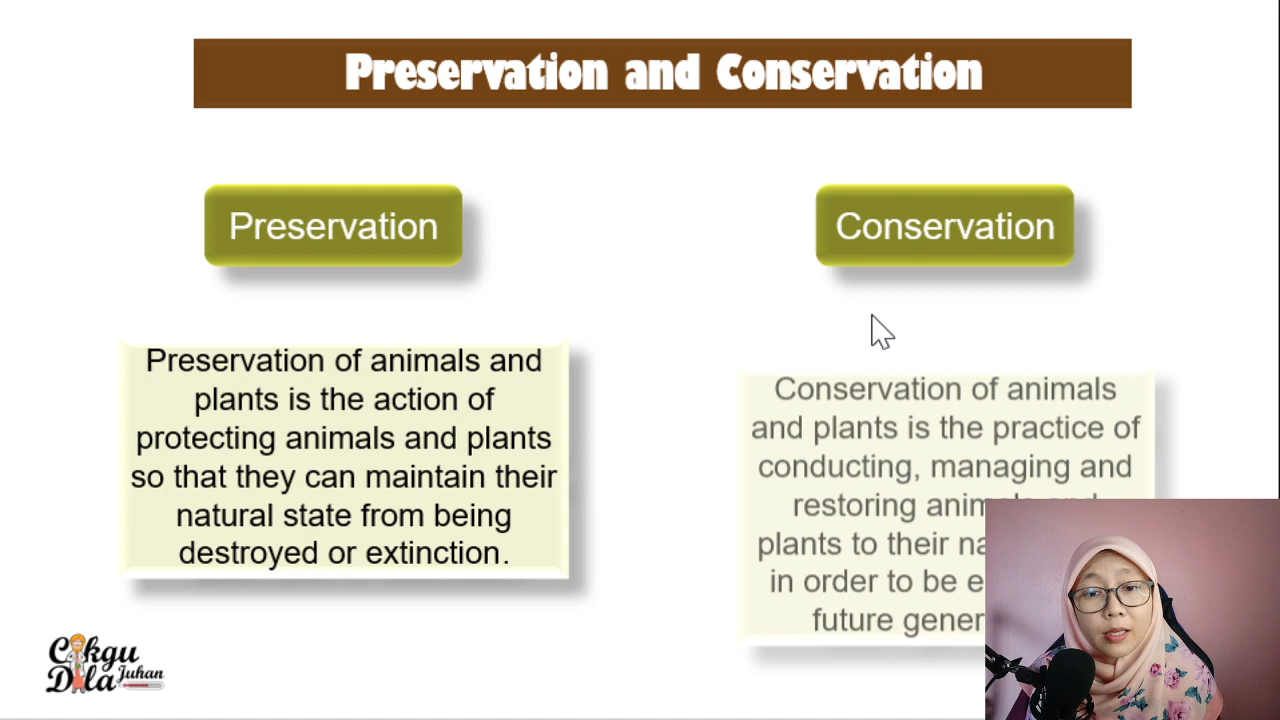 Preservation and Conservation
Preservation
Conservation
Preservation of animals and
plants is the action of
protecting animals and plants
so that they can maintain their
natural state from being
destroyed or extinction.
Conservation of animals
and plants is the practice of
conducting, managing and
restoring
plants to their
in order to be
future
Cikgu
Dila Juhan